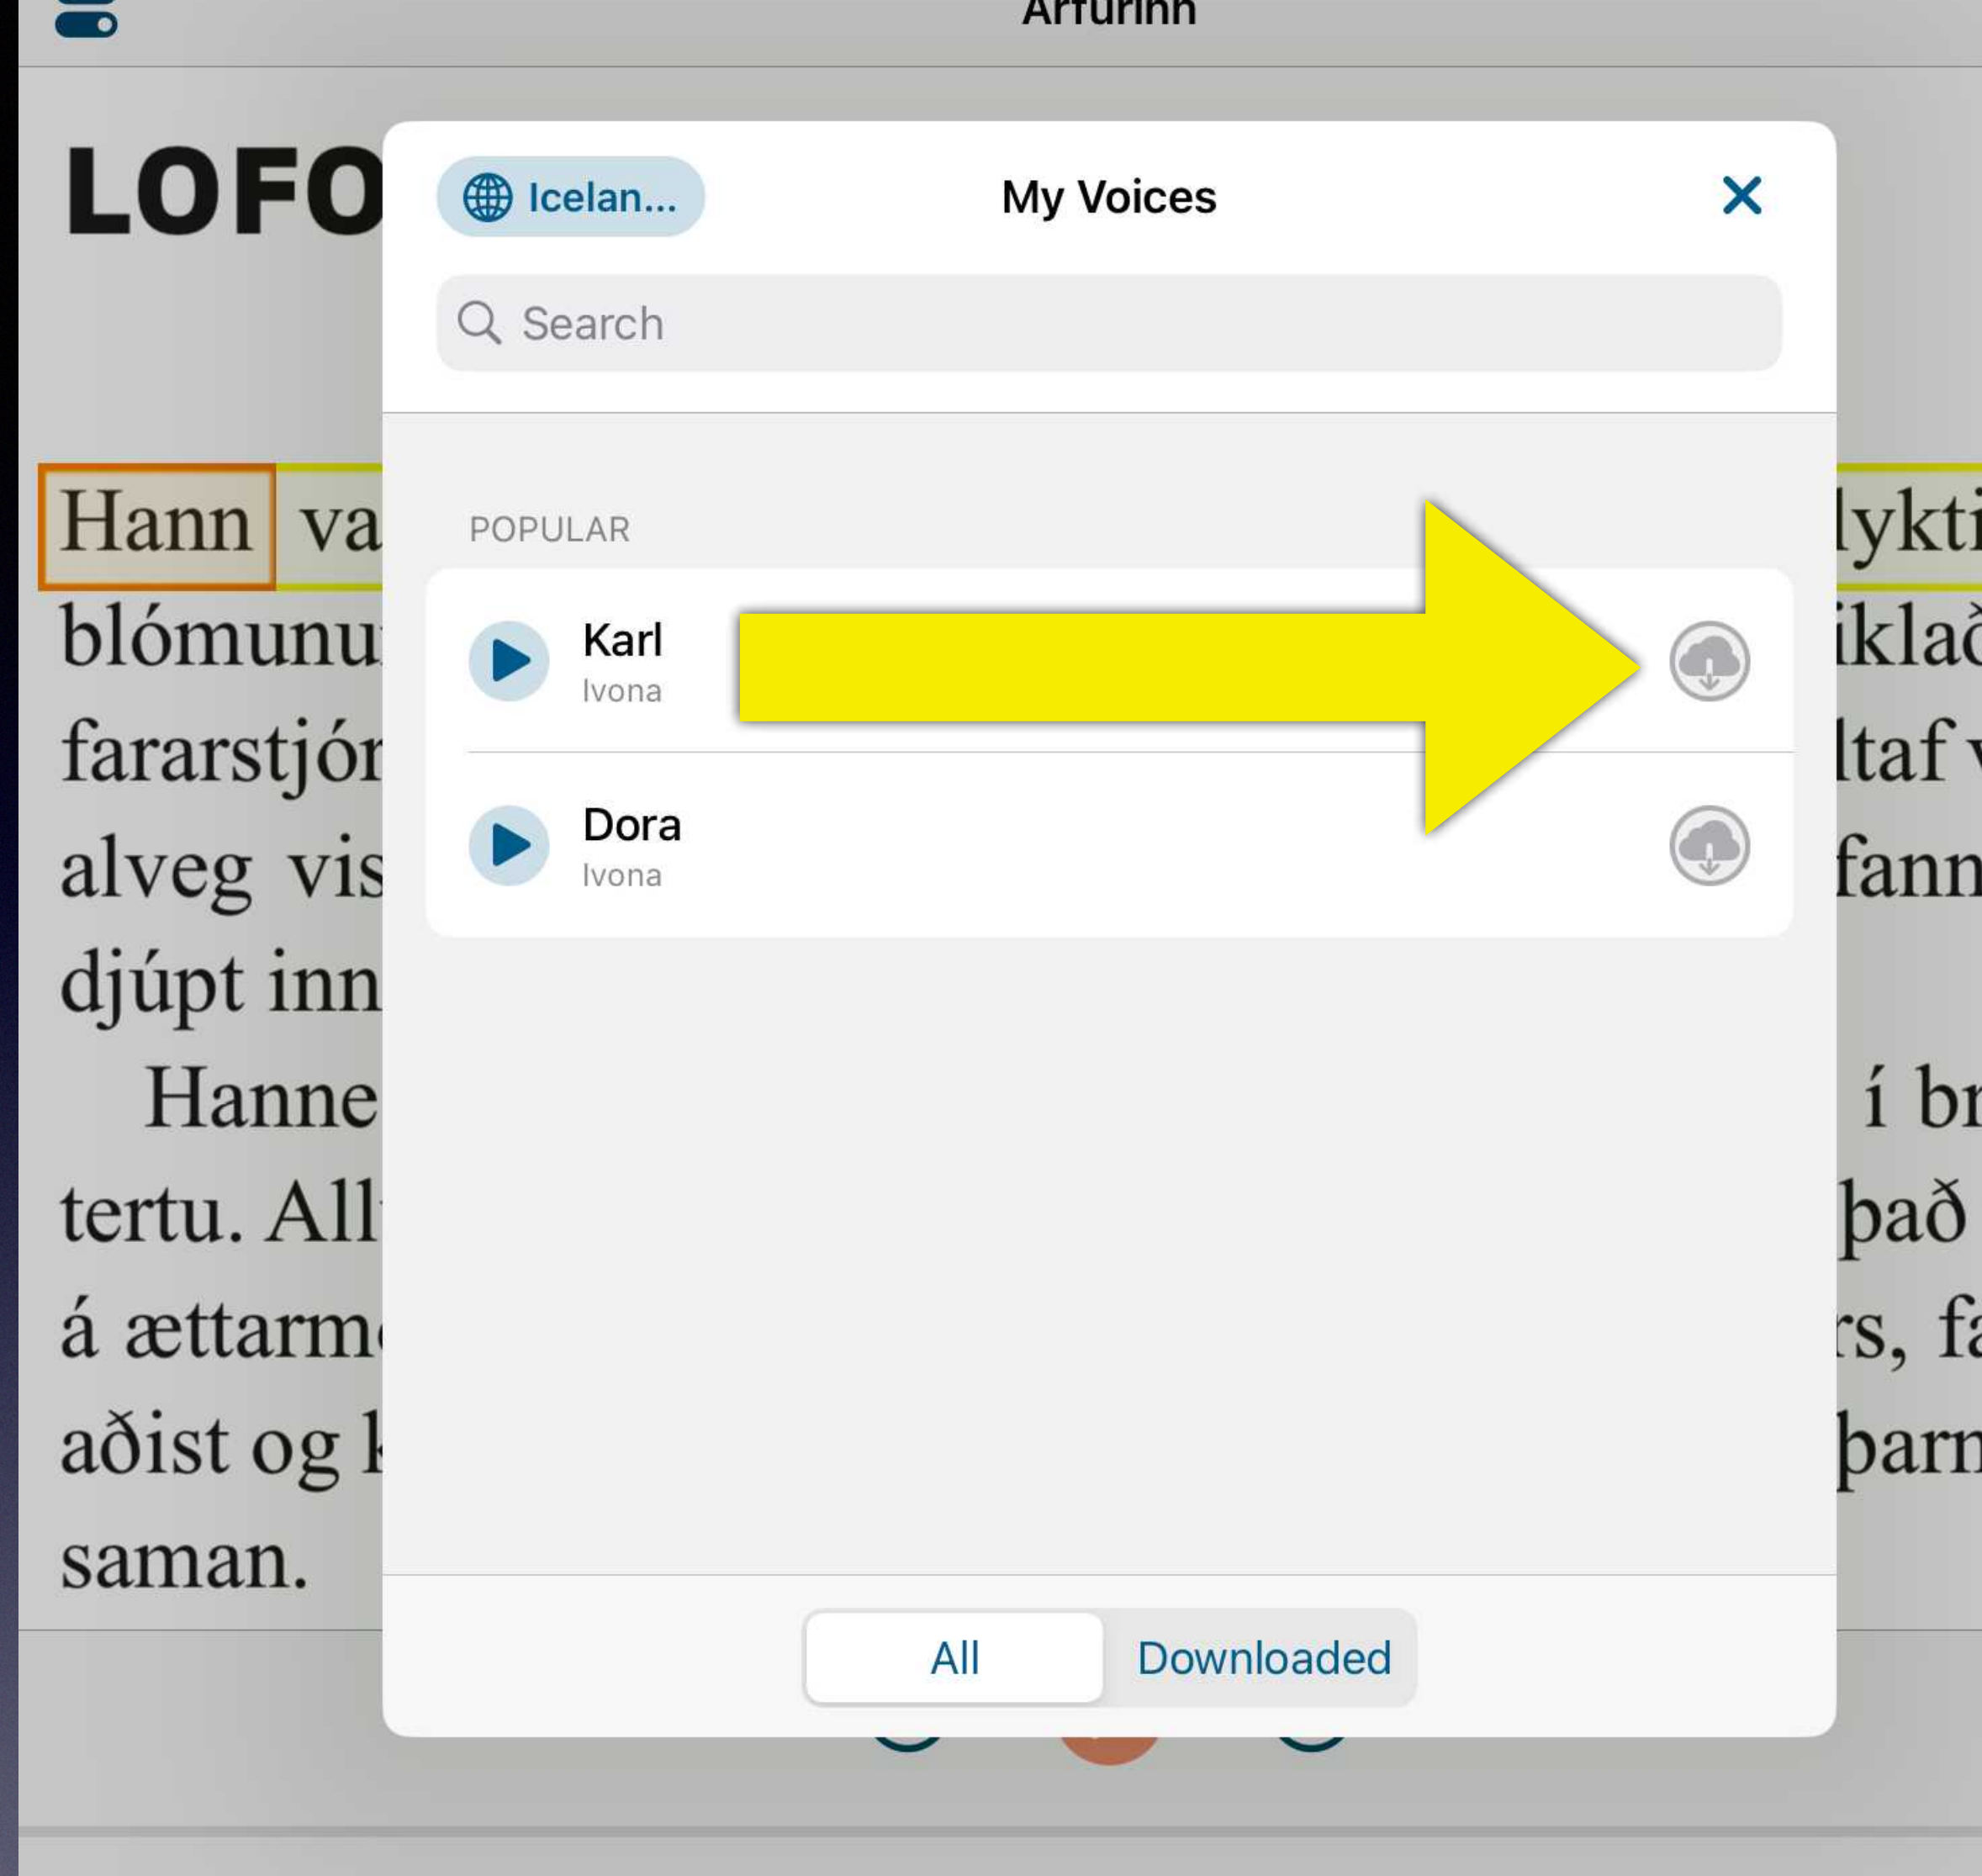 Arfurinn
LOFO
Icelan...
My Voices
Search
POPULAR
Karl
Ivona
Dora
Ivona
All
Downloaded
Hann va
lykti
blómunu
iklað
fararstjór
ltaf v
alveg vis
fann
djúpt inn
Hanne
í br
tertu. All
það
á ættarm
rs, fa
aðist og k
þarn
saman.